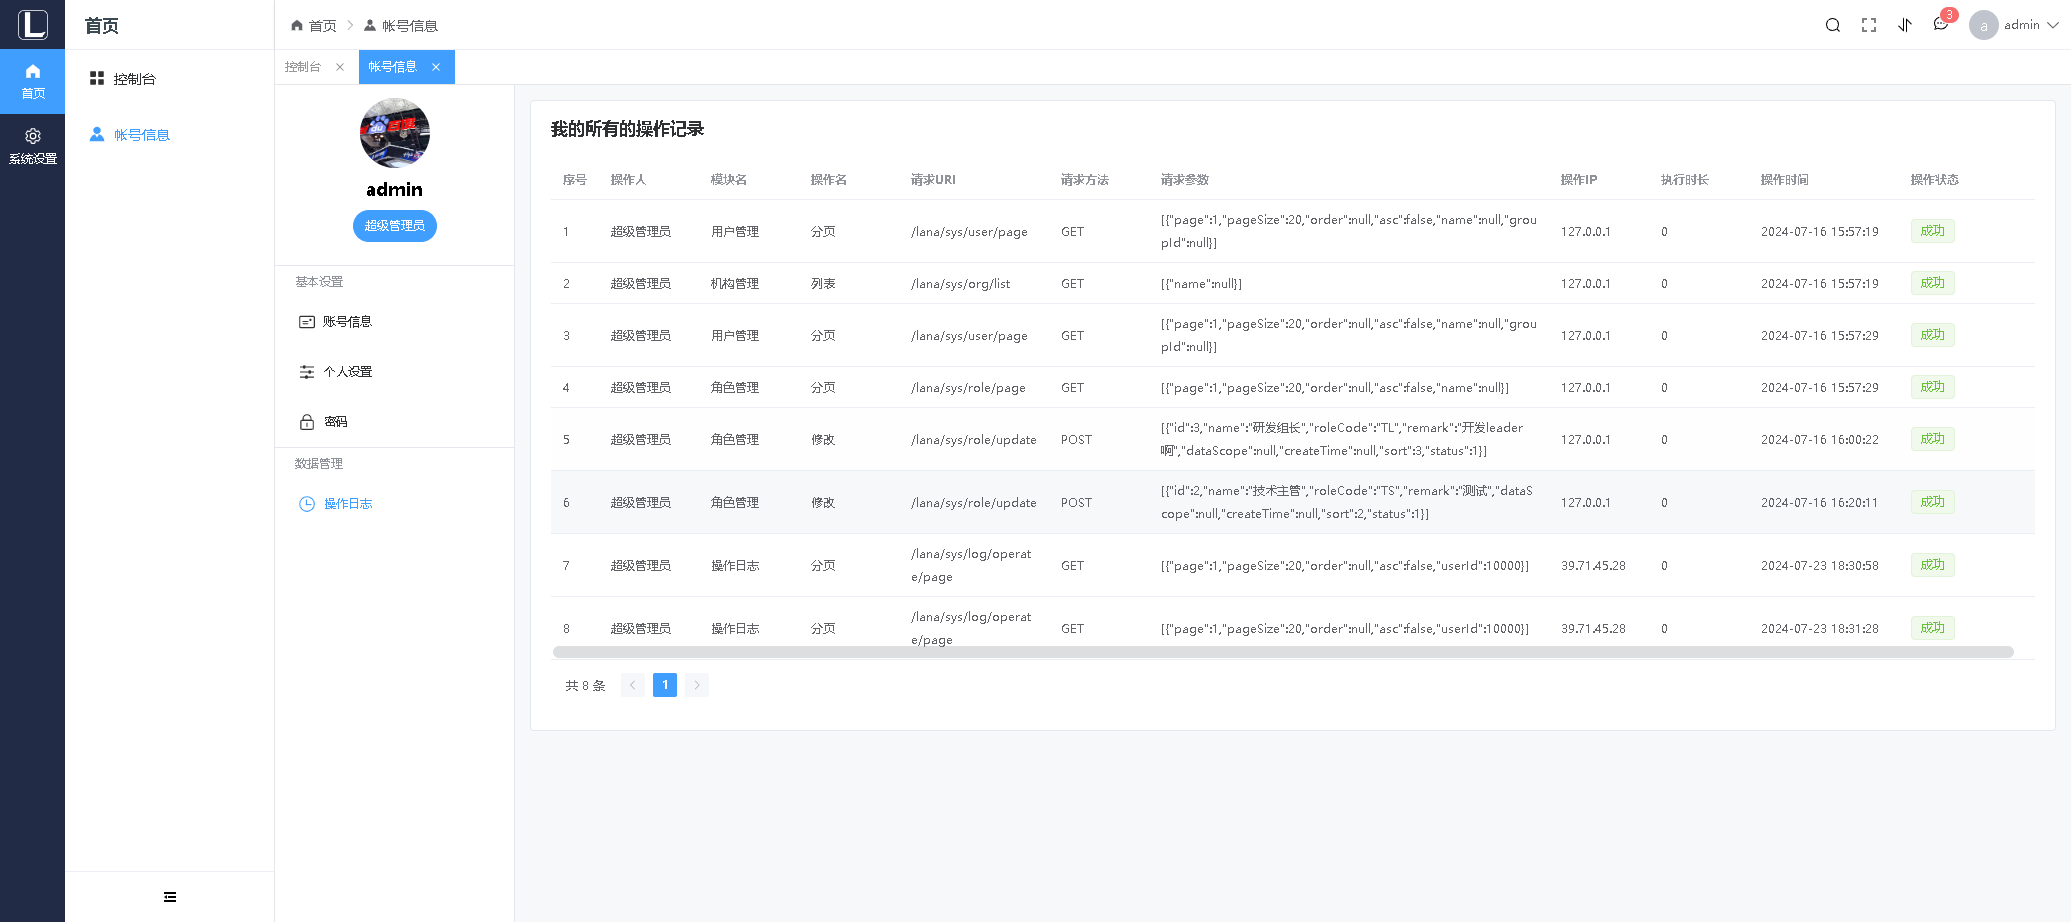 首页
系统设置
首页
控制台
帐号信息
首页 帐号信息
3 a admin
控制台 帐号信息
du 百度
admin
超级管理员
基本设置
账号信息
个人设置
密码
数据管理
操作日志
我的所有的操作记录
序号 操作人 模块名 操作名 请求URI 请求方法 请求参数 操作IP 执行时长 操作时间 操作状态
1 超级管理员 用户管理 分页 /lana/sys/user/page GET [{"page":1,"pageSize":20,"order":null,"asc":false,"name":null,"grou
pId":null}] 127.0.0.1 0 2024-07-16 15:57:19 成功
2 超级管理员 机构管理 列表 /lana/sys/org/list GET [{"name":null}] 127.0.0.1 0 2024-07-16 15:57:19 成功
3 超级管理员 用户管理 分页 /lana/sys/user/page GET [{"page":1,"pageSize":20,"order":null,"asc":false,"name":null,"grou
pId":null}] 127.0.0.1 0 2024-07-16 15:57:29 成功
4 超级管理员 角色管理 分页 /lana/sys/role/page GET [{"page":1,"pageSize":20,"order":null,"asc":false,"name":null}] 127.0.0.1 0 2024-07-16 15:57:29 成功
5 超级管理员 角色管理 修改 /lana/sys/role/update POST [{"id":3,"name":"研发组长","roleCode":"TL","remark":"开发leader
啊","dataScope":null,"createTime":null,"sort":3,"status":1}] 127.0.0.1 0 2024-07-16 16:00:22 成功
6 超级管理员 角色管理 修改 /lana/sys/role/update POST [{"id":2,"name":"技术主管","roleCode":"TS","remark":"测试","dataS
cope":null,"createTime":null,"sort":2,"status":1}] 127.0.0.1 0 2024-07-16 16:20:11 成功
7 超级管理员 操作日志 分页 /lana/sys/log/operat
e/page GET [{"page":1,"pageSize":20,"order":null,"asc":false,"userId":10000}] 39.71.45.28 0 2024-07-23 18:30:58 成功
8 超级管理员 操作日志 分页 /lana/sys/log/operat
e/page GET [{"page":1,"pageSize":20,"order":null,"asc":false,"userId":10000}] 39.71.45.28 0 2024-07-23 18:31:28 成功
共 8 条 1